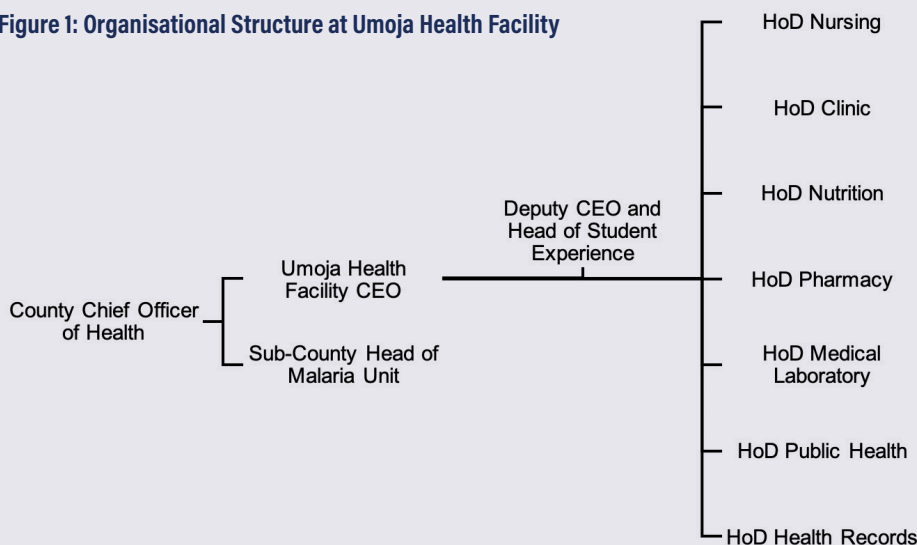 Figure 1: Organisational Structure at Umoja Health Facility
County Chief Officer
of Health
Umoja Health
Facility CEO
Sub-County Head of
Malaria Unit
Deputy CEO and
Head of Student
Experience
HoD Nursing
HoD Clinic
HoD Nutrition
HoD Pharmacy
HoD Medical
Laboratory
HoD Public Health
HoD Health Records